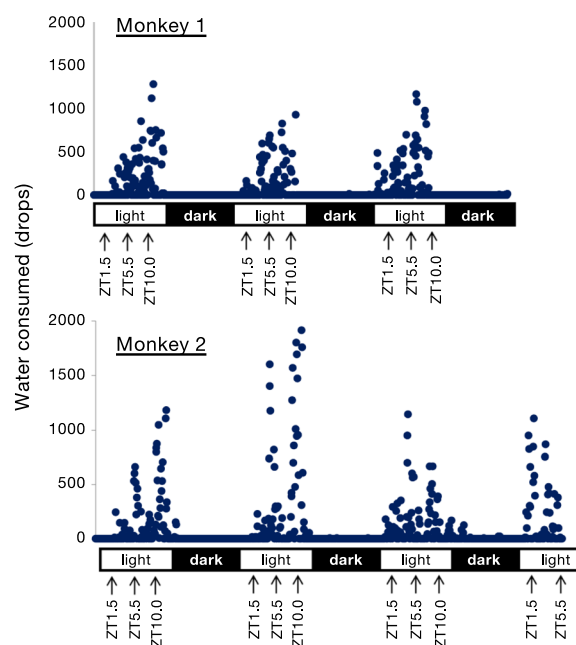 Water consumed (drops)
Monkey 1
2000
1500
1000
500
0
light dark light dark light dark
ZT1.5 ZT5.5 ZT10.0 ZT1.5 ZT5.5 ZT10.0 ZT1.5 ZT5.5 ZT10.0
Monkey 2
2000
1500
1000
500
0
light dark light dark light dark light
ZT1.5 ZT5.5 ZT10.0 ZT1.5 ZT5.5 ZT10.0 ZT1.5 ZT5.5 ZT10.0 ZT1.5 ZT5.5